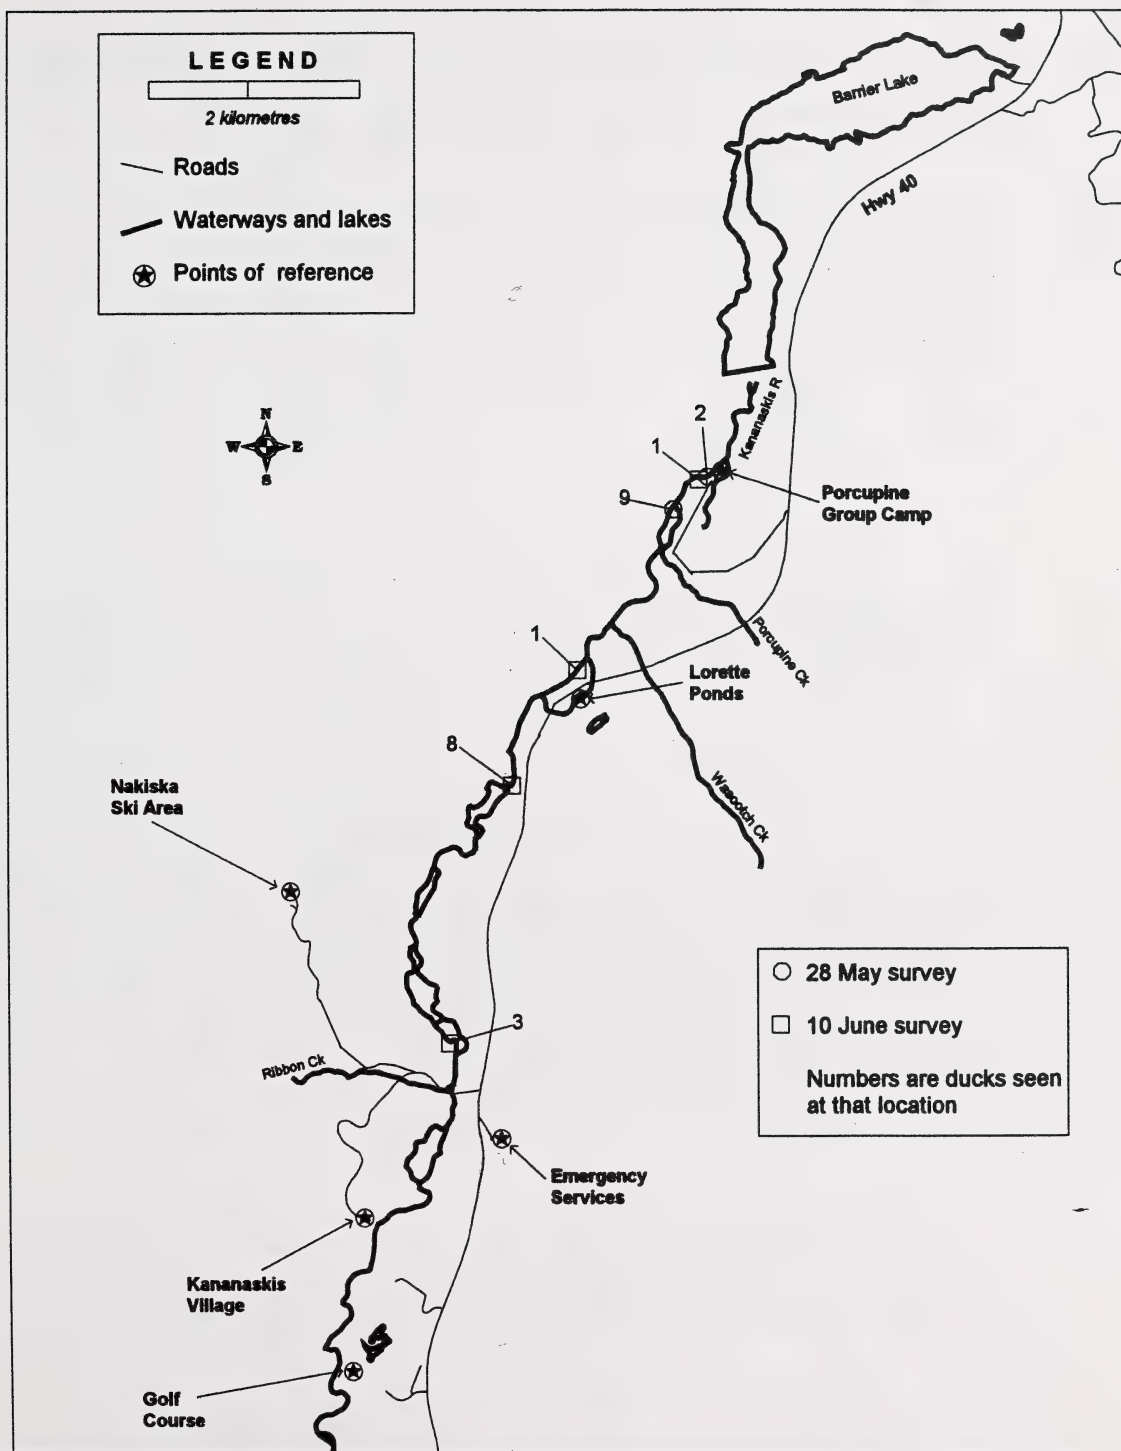 LEGEND
2 kilometres
Roads
Waterways and lakes
Points of reference
Barrier Lake
Hwy 40
N
W E
S
Kananaskis R
2
1
9
Porcupine
Group Camp
Porcupine Ck
1
Lorette
Ponds
8
Wasootch Ck
Nakiska
Ski Area
28 May survey
10 June survey
Numbers are ducks seen
at that location
3
Ribbon Ck
Emergency
Services
Kananaskis
Village
Golf
Course